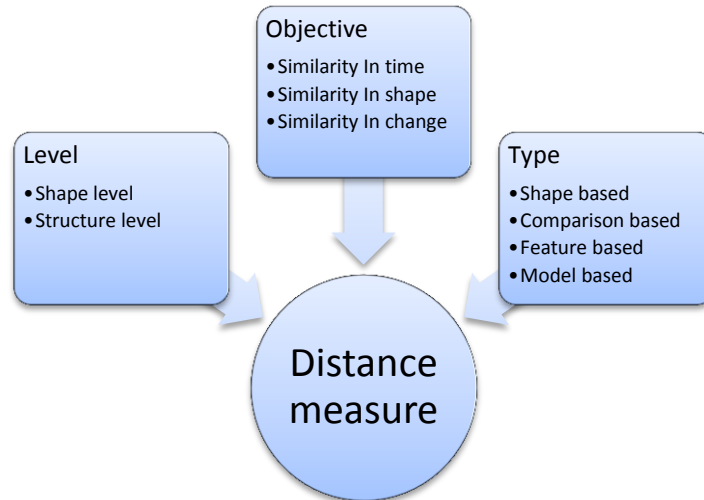 Objective
•Similarity In time
•Similarity In shape
•Similarity In change
Level
•Shape level
•Structure level
Type
•Shape based
•Comparison based
•Feature based
•Model based
Distance
measure